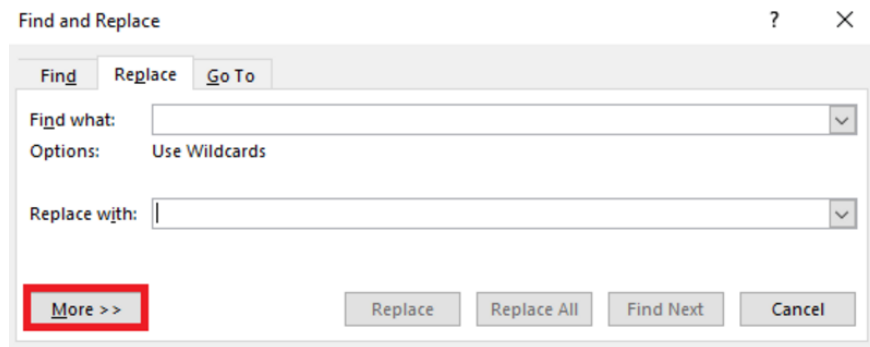 Find and Replace ?
Find Replace Go To
Find what:
Options: Use Wildcards
Replace with:
More >> Replace Replace All Find Next Cancel